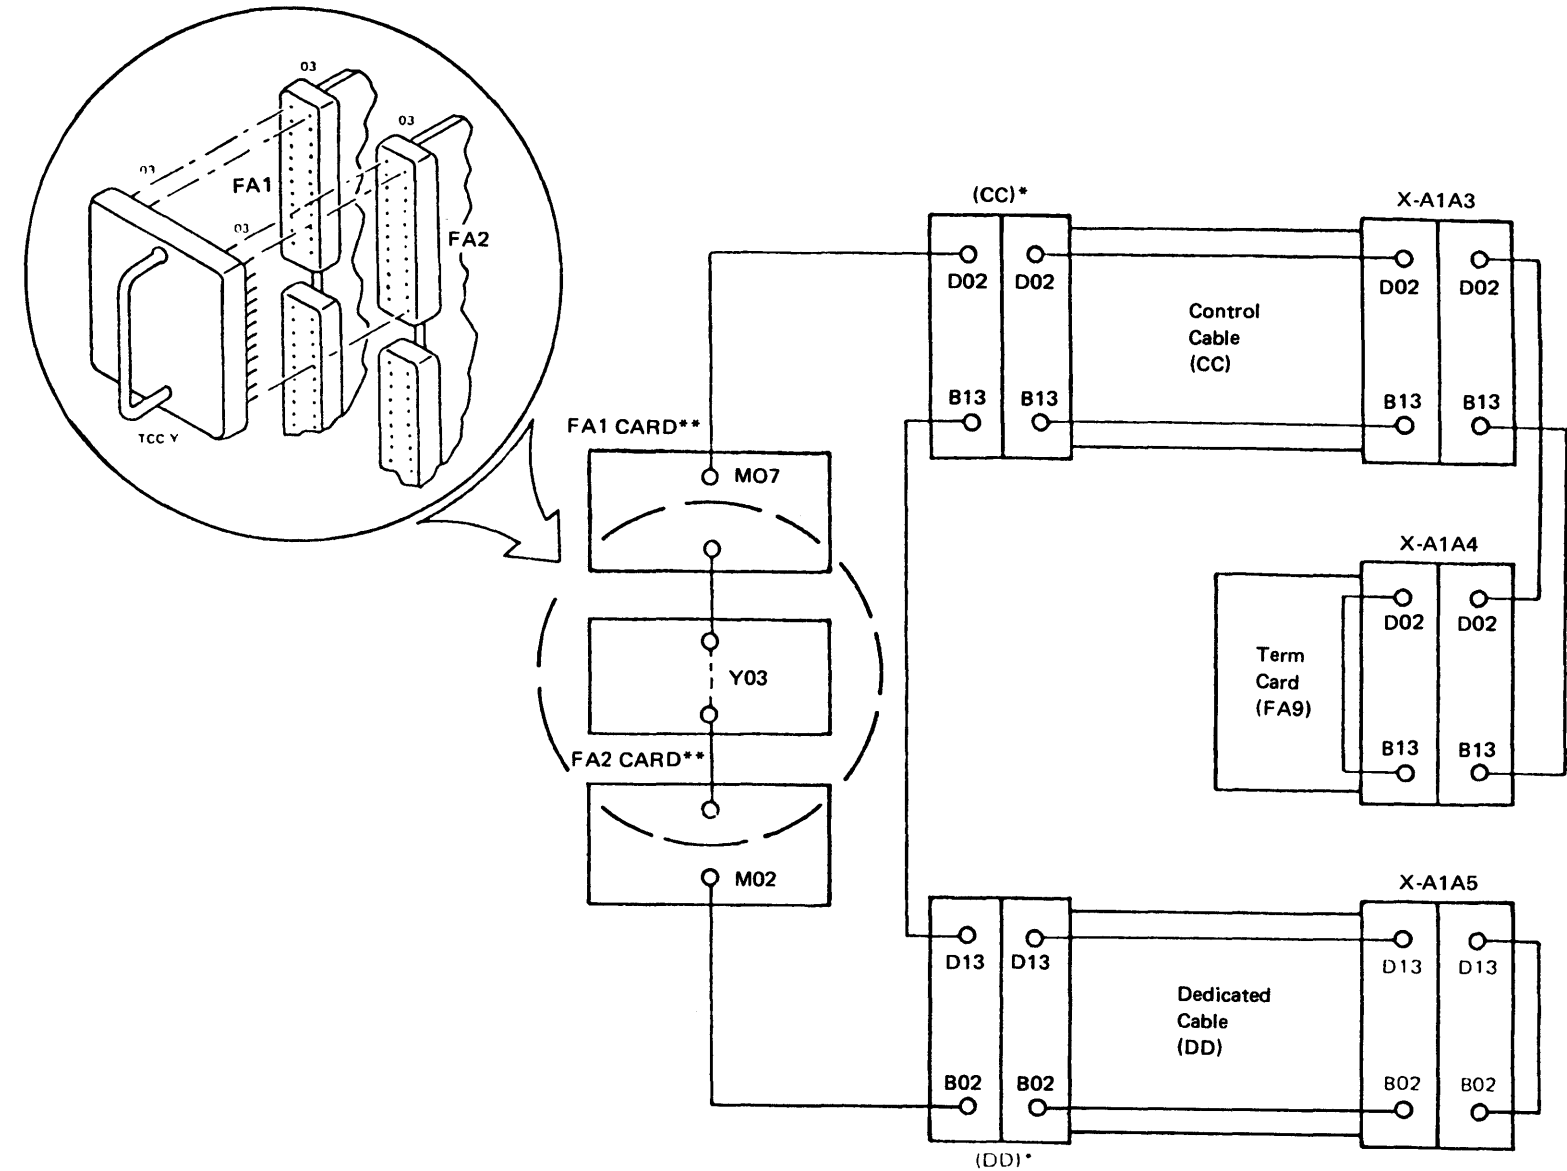 03
03
03
FA1
03
FA2
TCC Y
(CC)*
X-A1A3
D02
D02
D02
D02
Control
Cable
(CC)
B13
B13
B13
B13
FA1 CARD**
MO7
X-A1A4
D02
D02
Term
Card
(FA9)
Y03
B13
B13
FA2 CARD**
M02
X-A1A5
D13
D13
D13
D13
Dedicated
Cable
(DD)
B02
B02
B02
B02
(DD)*